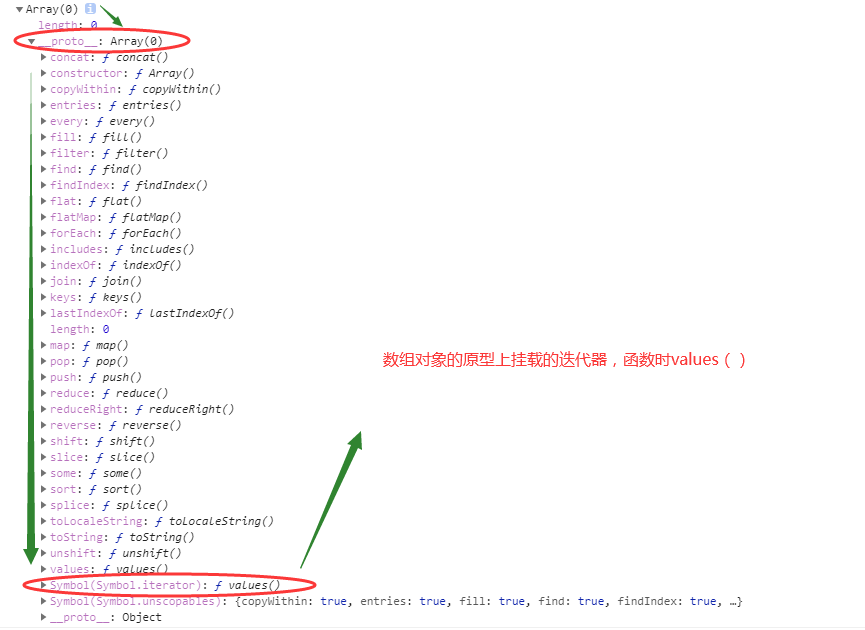 ▼Array(0) i
length: 0
▼__proto__: Array(0)
▶concat: ƒ concat()
▶constructor: ƒ Array()
▶copyWithin: ƒ copyWithin()
▶entries: ƒ entries()
▶every: ƒ every()
▶fill: ƒ fill()
▶filter: ƒ filter()
▶find: ƒ find()
▶findIndex: ƒ findIndex()
▶flat: ƒ flat()
▶flatMap: ƒ flatMap()
▶forEach: ƒ forEach()
▶includes: ƒ includes()
▶indexOf: ƒ indexOf()
▶join: ƒ join()
▶keys: ƒ keys()
▶lastIndexOf: ƒ lastIndexOf()
length: 0
▶map: ƒ map()
数组对象的原型上挂载的迭代器，函数时values（）
▶pop: ƒ pop()
▶push: ƒ push()
▶reduce: ƒ reduce()
▶reduceRight: ƒ reduceRight()
▶reverse: ƒ reverse()
▶shift: ƒ shift()
▶slice: ƒ slice()
▶some: ƒ some()
▶sort: ƒ sort()
▶splice: ƒ splice()
▶toLocaleString: ƒ toLocaleString()
▶toString: ƒ toString()
▶unshift: ƒ unshift()
▶values: ƒ values()
▶Symbol(Symbol.iterator): ƒ values()
▶Symbol(Symbol.unscopables): {copyWithin: true, entries: true, fill: true, find: true, findIndex: true, …}
▶__proto__: Object